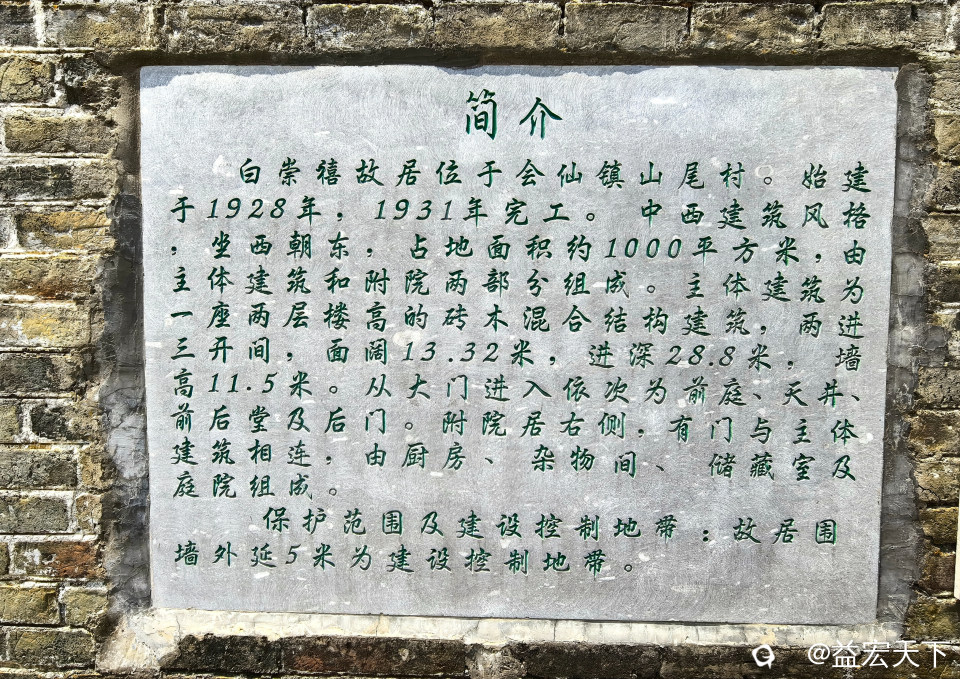 简介
白崇禧故居位于会仙镇山尾村。始建
于1928年，1931年完工。中西建筑风格
，坐西朝东，占地面积约1000平方米，由
主体建筑和附院两部分组成。主体建筑为
一座两层楼高的砖木混合结构建筑，两进
三开间，面阔13.32米，进深28.8米，墙
高11.5米。从大门进入依次为前庭、天井、
前后堂及后门。附院居右侧，有门与主体
建筑相连，由厨房、杂物间、储藏室及
庭院组成。
保护范围及建设控制地带：故居围
墙外延5米为建设控制地带。
@益宏天下